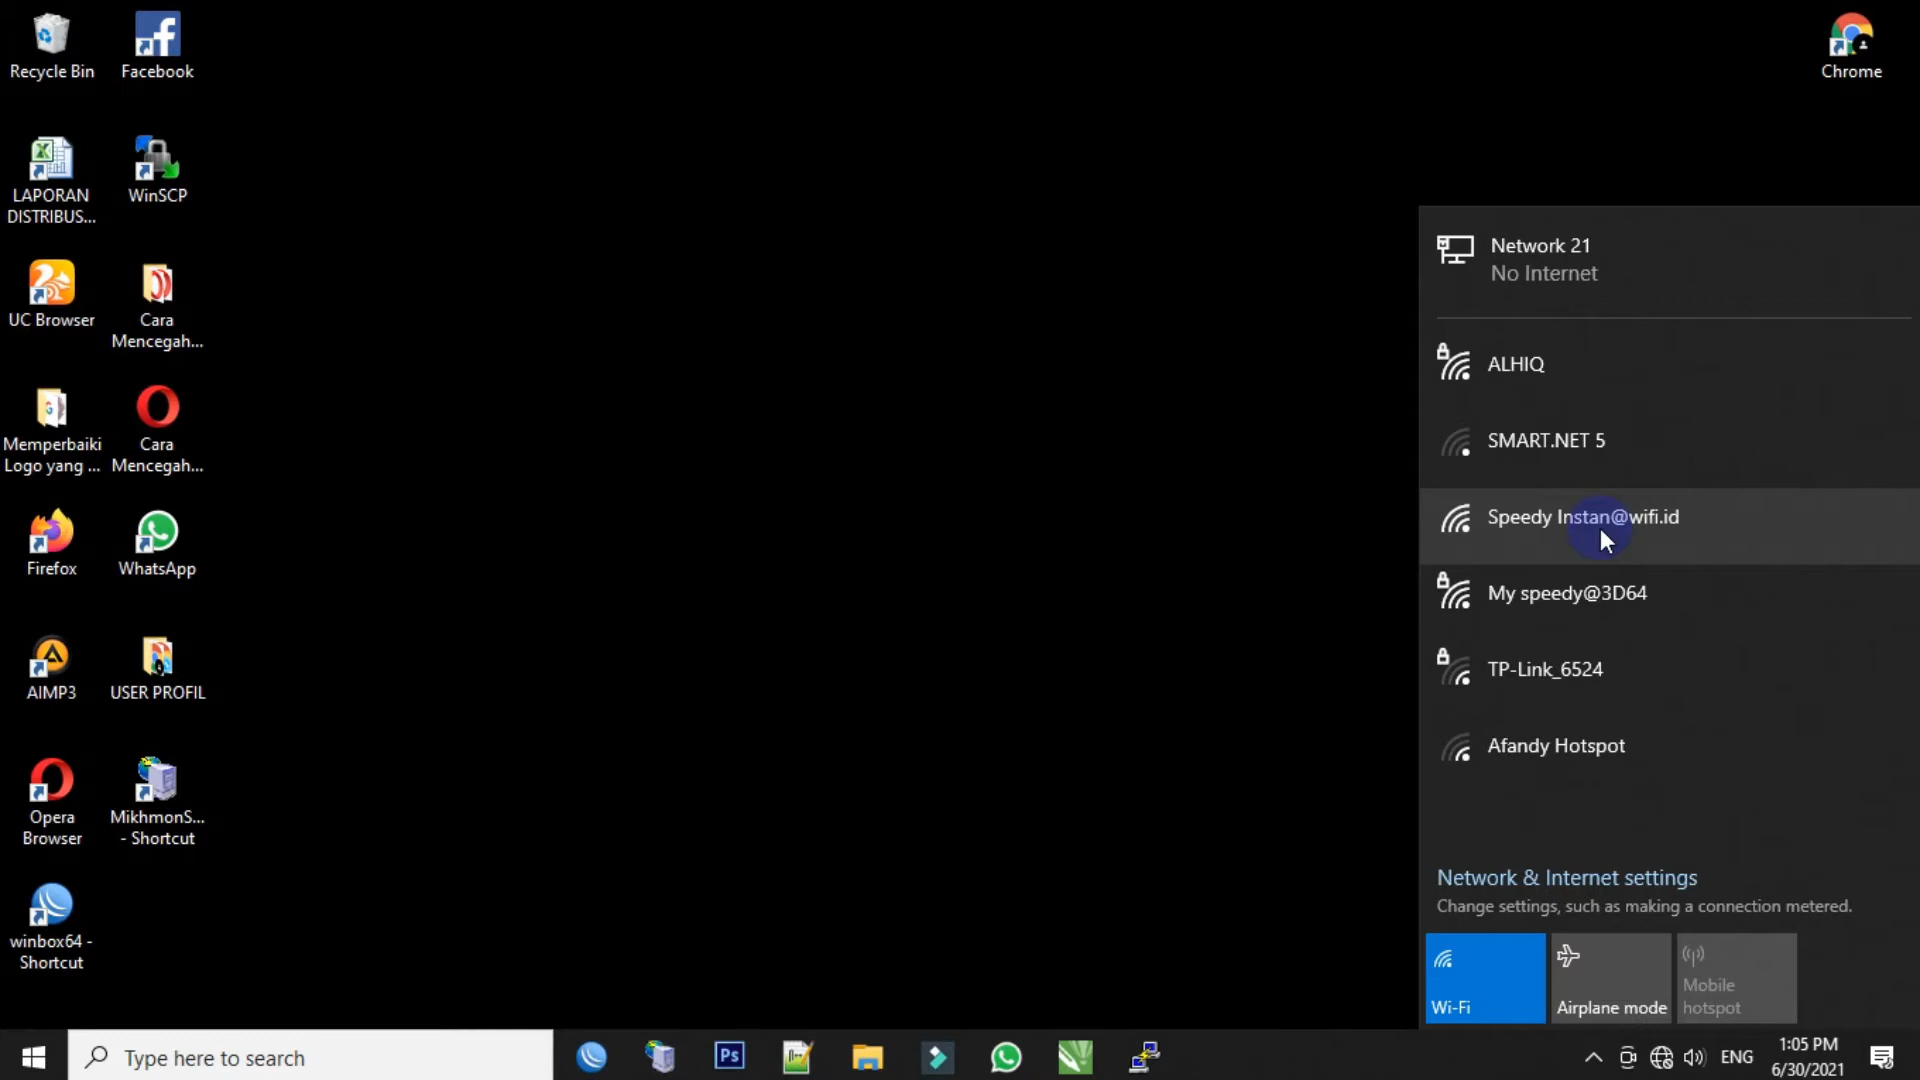 Recycle Bin
Facebook
Chrome
LAPORAN
DISTRIBUS...
WinSCP
UC Browser
Cara
Mencegah...
Memperbaiki
Logo yang ...
Cara
Mencegah...
Firefox
WhatsApp
AIMP3
USER PROFIL
Opera
Browser
MikhmonS...
- Shortcut
winbox64 -
Shortcut
Network 21
No Internet
ALHIQ
SMART.NET 5
Speedy Instan@wifi.id
My speedy@3D64
TP-Link_6524
Afandy Hotspot
Network & Internet settings
Change settings, such as making a connection metered.
Wi-Fi
Airplane mode
Mobile
hotspot
Type here to search
Ps
ENG
1:05 PM
6/30/2021